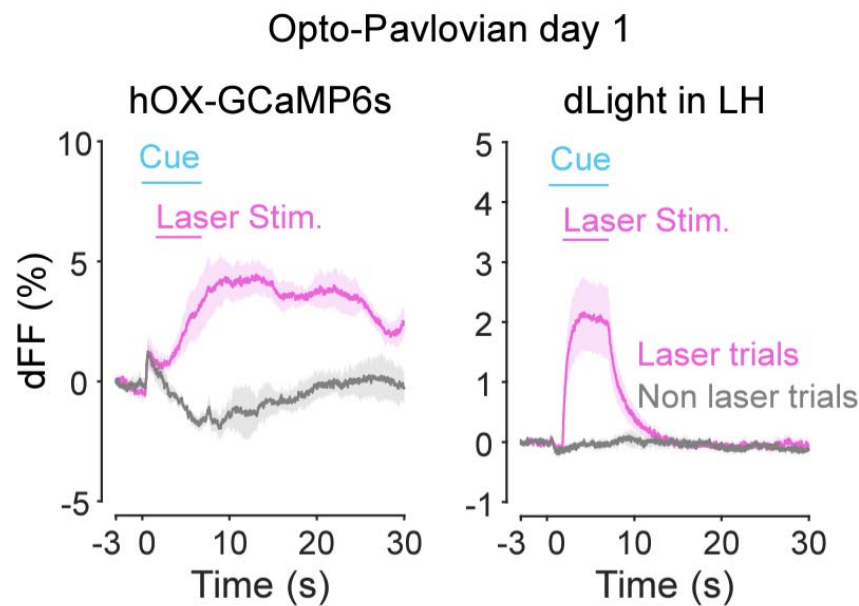 Opto-Pavlovian day 1
hOX-GCaMP6s
dFF (%)
10
5
0
-5
Cue
Laser Stim.
-3 0 10 20 30
Time (s)
dLight in LH
5
4
3
2
1
0
-1
Cue
Laser Stim.
Laser trials
Non laser trials
-3 0 10 20 30
Time (s)